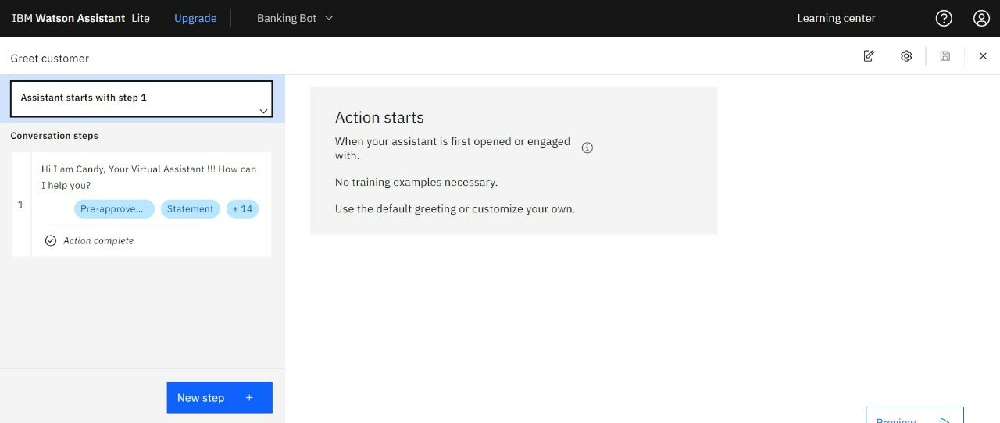 IBM Watson Assistant Lite Upgrade Banking Bot Learning center
Greet customer
Assistant starts with step 1
Conversation steps
1
Hi I am Candy, Your Virtual Assistant !!! How can
I help you?
Pre-approve... Statement + 14
Action complete
New step +
Action starts
When your assistant is first opened or engaged
with.
No training examples necessary.
Use the default greeting or customize your own.
Preview